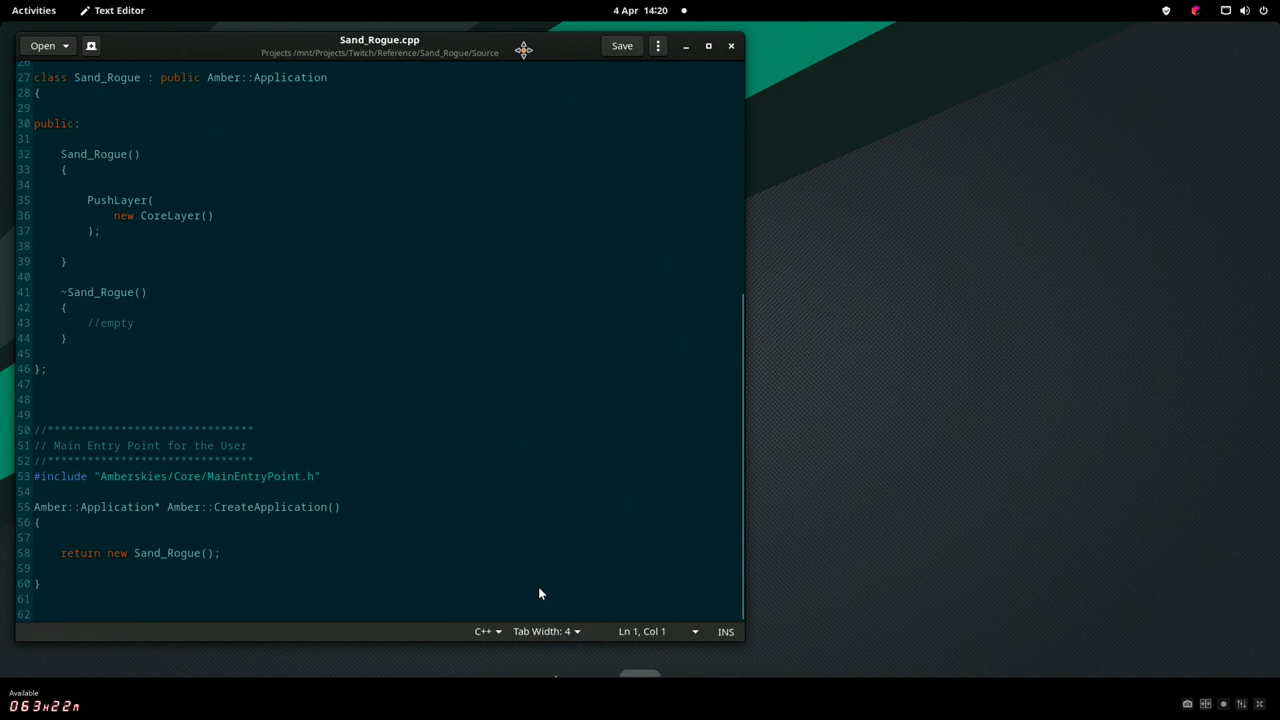 Activities
Text Editor
4 Apr 14:20
Open
Sand_Rogue.cpp
Projects /mnt/Projects/Twitch/Reference/Sand_Rogue/Source
Save
26
27 class Sand_Rogue : public Amber::Application
28 {
29
30 public:
31
32 Sand_Rogue()
33 {
34
35 PushLayer(
36 new CoreLayer()
37 );
38
39 }
40
41 ~Sand_Rogue()
42 {
43 //empty
44 }
45
46 };
47
48
49
50 //*******************************
51 // Main Entry Point for the User
52 //*******************************
53 #include "Amberskies/Core/MainEntryPoint.h"
54
55 Amber::Application* Amber::CreateApplication()
56 {
57
58 return new Sand_Rogue();
59
60 }
61
62
C++
Tab Width: 4
Ln 1, Col 1
INS
Available
063H22m